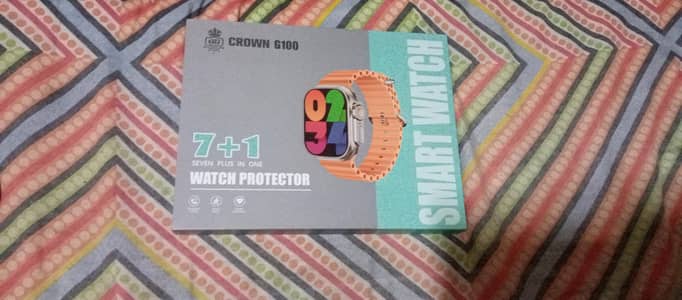 CROWN G100
7+1
SEVEN PLUS IN ONE
WATCH PROTECTOR
SMART WATCH